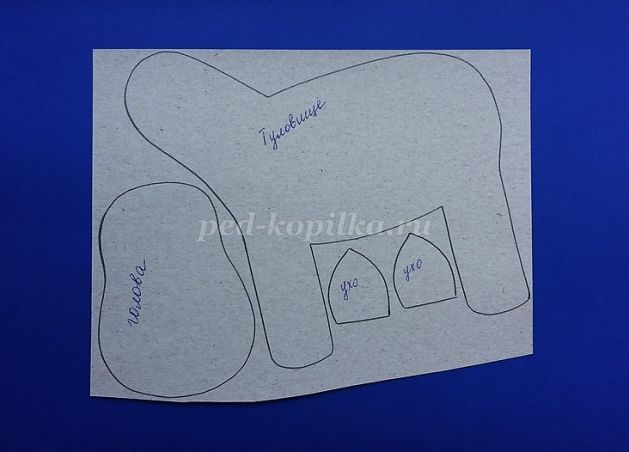 Туловище
ped-kopilka.ru
голова
ухо
ухо